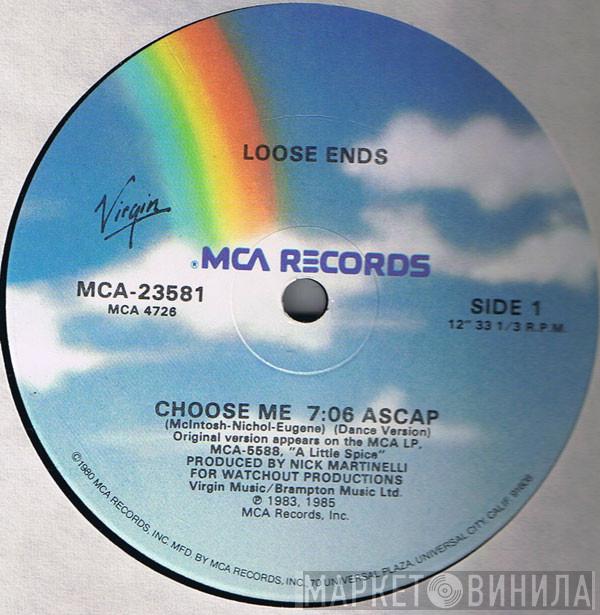 LOOSE ENDS
Virgin
®MCA RECORDS
MCA-23581
MCA 4726
SIDE 1
12" 33 1/3 R.P.M.
CHOOSE ME 7:06 ASCAP
(McIntosh-Nichol-Eugene) (Dance Version)
Original version appears on the MCA LP,
MCA-5588, "A Little Spice"
PRODUCED BY NICK MARTINELLI
FOR WATCHOUT PRODUCTIONS
Virgin Music/Brampton Music Ltd.
℗ 1983, 1985
MCA Records, Inc.
©1980 MCA RECORDS, INC. MFD. BY MCA RECORDS, INC., 70 UNIVERSAL PLAZA, UNIVERSAL CITY, CALIF. 91608
МАРКЕТ ВИНИЛА